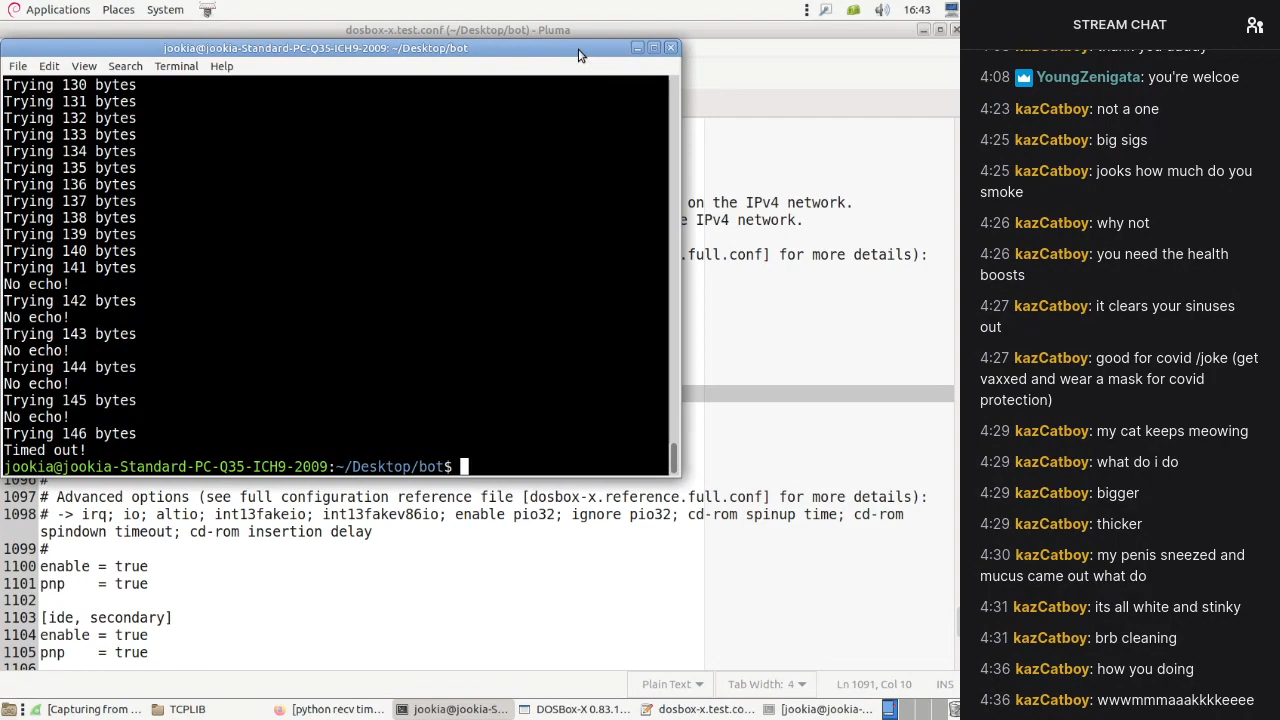 Applications Places System 16:43
dosbox-x.test.conf (~/Desktop/bot) - Pluma
jookia@jookia-Standard-PC-Q35-ICH9-2009: ~/Desktop/bot
File Edit View Search Terminal Help
Trying 130 bytes
Trying 131 bytes
Trying 132 bytes
Trying 133 bytes
Trying 134 bytes
Trying 135 bytes
Trying 136 bytes
Trying 137 bytes
Trying 138 bytes
Trying 139 bytes
Trying 140 bytes
Trying 141 bytes
No echo!
Trying 142 bytes
No echo!
Trying 143 bytes
No echo!
Trying 144 bytes
No echo!
Trying 145 bytes
No echo!
Trying 146 bytes
Timed out!
jookia@jookia-Standard-PC-Q35-ICH9-2009:~/Desktop/bot$
on the IPv4 network.
e IPv4 network.
.full.conf] for more details):
1096 #
1097 # Advanced options (see full configuration reference file [dosbox-x.reference.full.conf] for more details):
1098 # -> irq; io; altio; int13fakeio; int13fakev86io; enable pio32; ignore pio32; cd-rom spinup time; cd-rom
spindown timeout; cd-rom insertion delay
1099 #
1100 enable = true
1101 pnp = true
1102
1103 [ide, secondary]
1104 enable = true
1105 pnp = true
1106
Plain Text Tab Width: 4 Ln 1091, Col 10 INS
[Capturing from ... TCPLIB [python@tim... jookia@jookia-S... DOSBox-X 0.83.1... dosbox-x.test.co... [jookia@jookia-...
STREAM CHAT
4:08 YoungZenigata: you're welcoe
4:23 kazCatboy: not a one
4:25 kazCatboy: big sigs
4:25 kazCatboy: jooks how much do you
smoke
4:26 kazCatboy: why not
4:26 kazCatboy: you need the health
boosts
4:27 kazCatboy: it clears your sinuses
out
4:27 kazCatboy: good for covid /joke (get
vaxxed and wear a mask for covid
protection)
4:29 kazCatboy: my cat keeps meowing
4:29 kazCatboy: what do i do
4:29 kazCatboy: bigger
4:29 kazCatboy: thicker
4:30 kazCatboy: my penis sneezed and
mucus came out what do
4:31 kazCatboy: its all white and stinky
4:31 kazCatboy: brb cleaning
4:36 kazCatboy: how you doing
4:36 kazCatboy: wwwmmmaaakkkkeeee